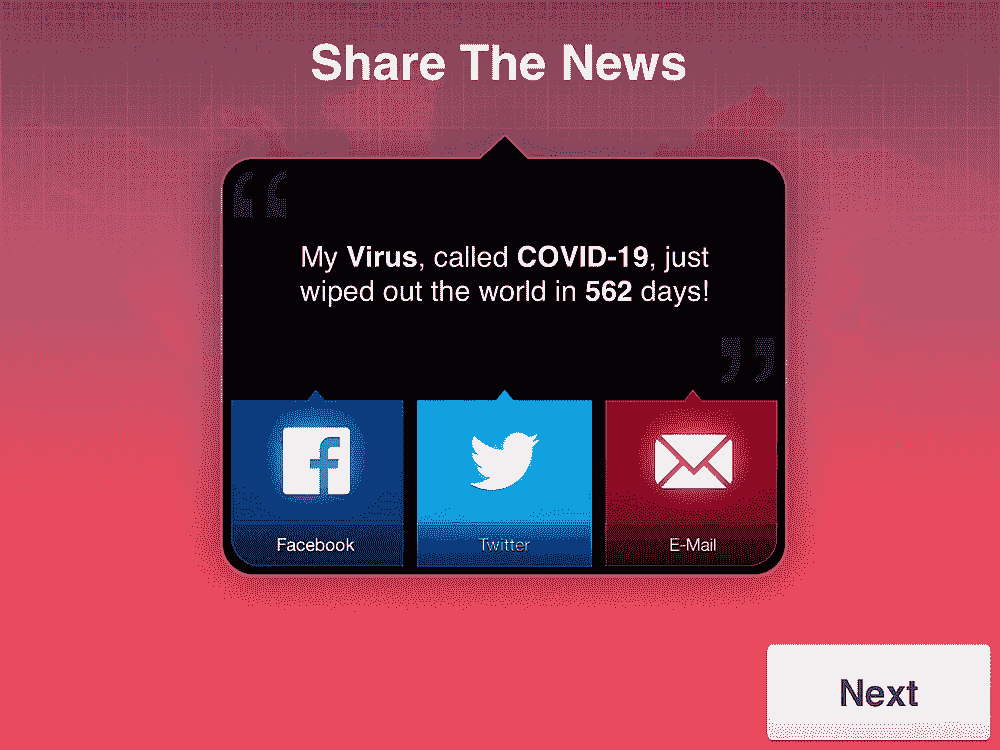 Share The News
“
My Virus, called COVID-19, just
wiped out the world in 562 days!
”
Facebook
Twitter
E-Mail
Next